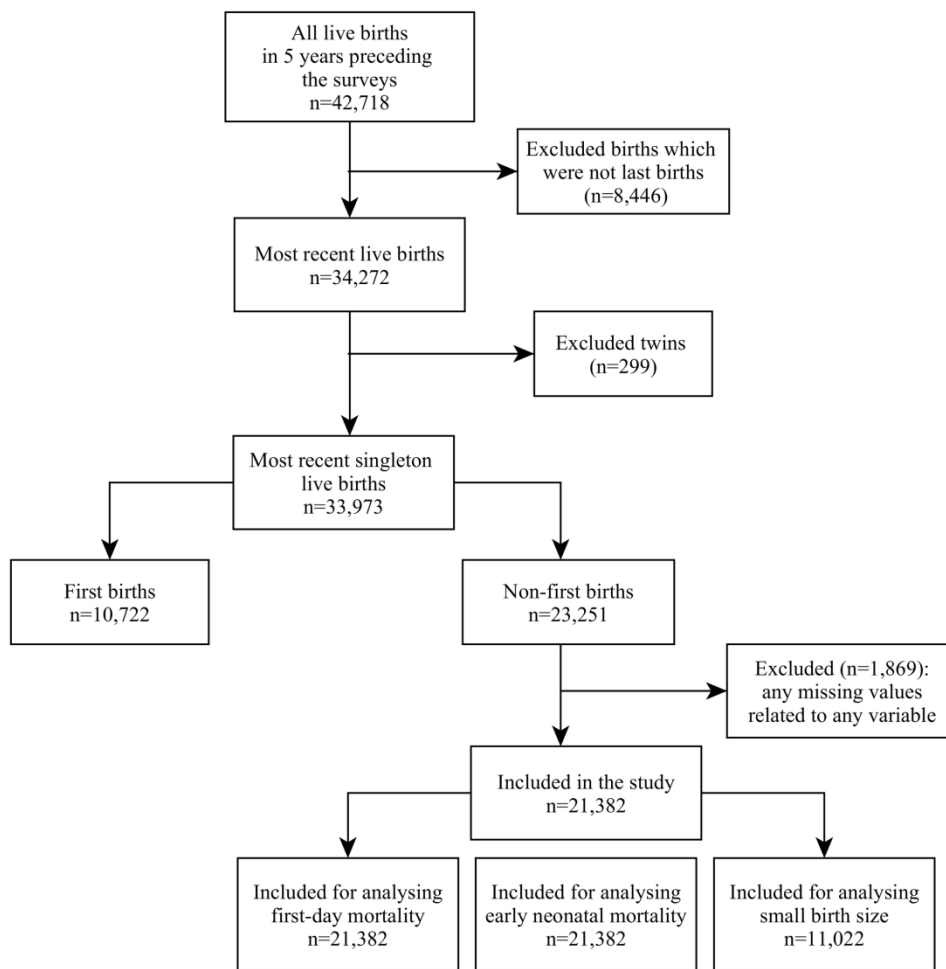 All live births
in 5 years preceding
the surveys
n=42,718
Excluded births which
were not last births
(n=8,446)
Most recent live births
n=34,272
Excluded twins
(n=299)
Most recent singleton
live births
n=33,973
First births
n=10,722
Non-first births
n=23,251
Excluded (n=1,869):
any missing values
related to any variable
Included in the study
n=21,382
Included for analysing
first-day mortality
n=21,382
Included for analysing
early neonatal mortality
n=21,382
Included for analysing
small birth size
n=11,022